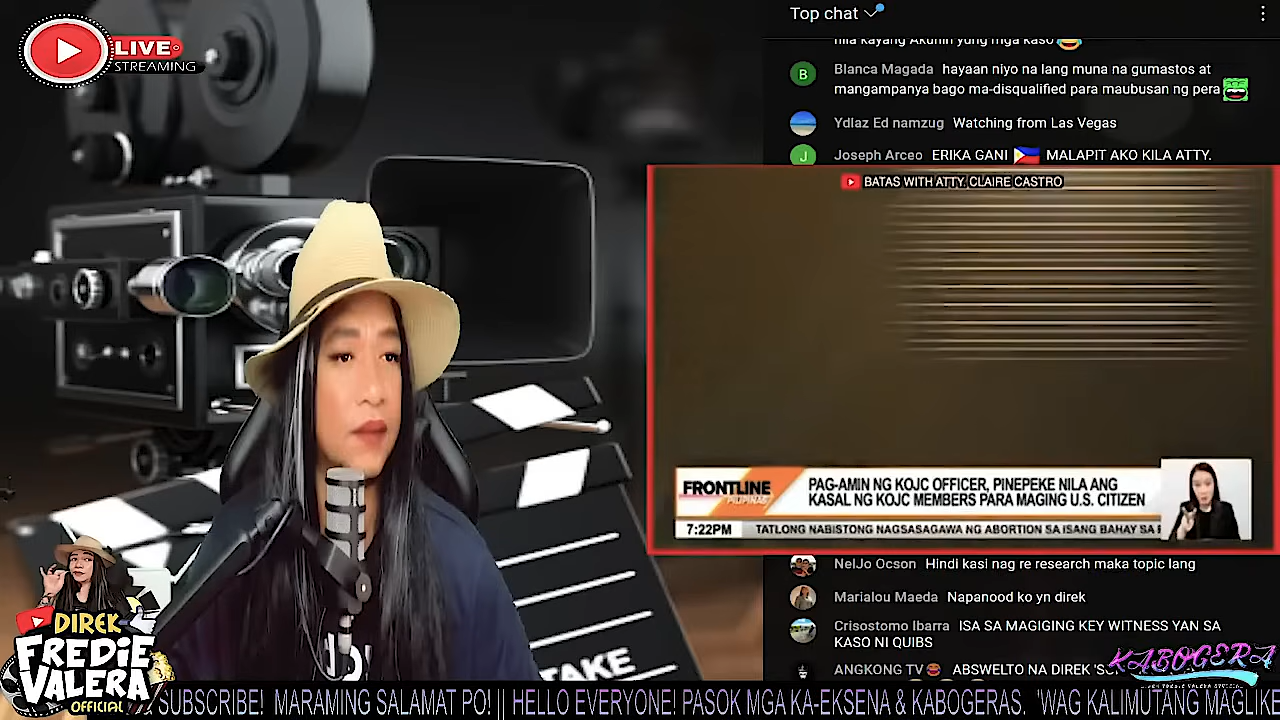 LIVE
STREAMING
Top chat
nila kayang Akuhin yung mga kaso
B
Blanca Magada hayaan niyo na lang muna na gumastos at
mangampanya bago ma-disqualified para maubusan ng pera
Ydlaz Ed namzug Watching from Las Vegas
J
Joseph Arceo ERIKA GANI MALAPIT AKO KILA ATTY.
BATAS WITH ATTY. CLAIRE CASTRO
FRONTLINE
PILIPINAS
PAG-AMIN NG KOJC OFFICER, PINEPEKE NILA ANG
KASAL NG KOJC MEMBERS PARA MAGING U.S. CITIZEN
7:22PM
TATLONG NABISTONG NAGSASAGAWA NG ABORTION SA ISANG BAHAY SA
NelJo Ocson Hindi kasi nag re research maka topic lang
Marialou Maeda Napanood ko yn direk
Crisostomo Ibarra ISA SA MAGIGING KEY WITNESS YAN SA
KASO NI QUIBS
ANGKONG TV ABSWELTO NA DIREK
KABOGERA
TAKE
DIREK
FREDIE
VALERA
OFFICIAL
SUBSCRIBE! MARAMING SALAMAT PO! || HELLO EVERYONE! PASOK MGA KA-EKSENA & KABOGERAS. 'WAG KALIMUTANG MAGLIKE